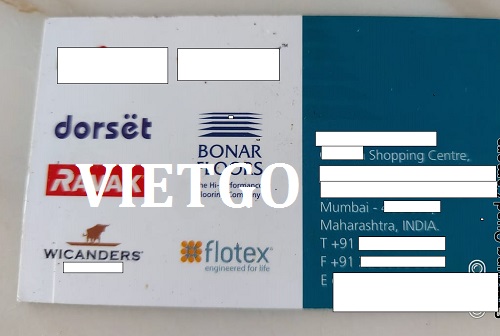 dorsët
BONAR
FLOORS
The Hi-Performance
Flooring Company
RAVAK
VIETGO
WICANDERS
flotex
engineered for life
Shopping Centre,
Mumbai -
Maharashtra, INDIA.
T +91
F +91
E